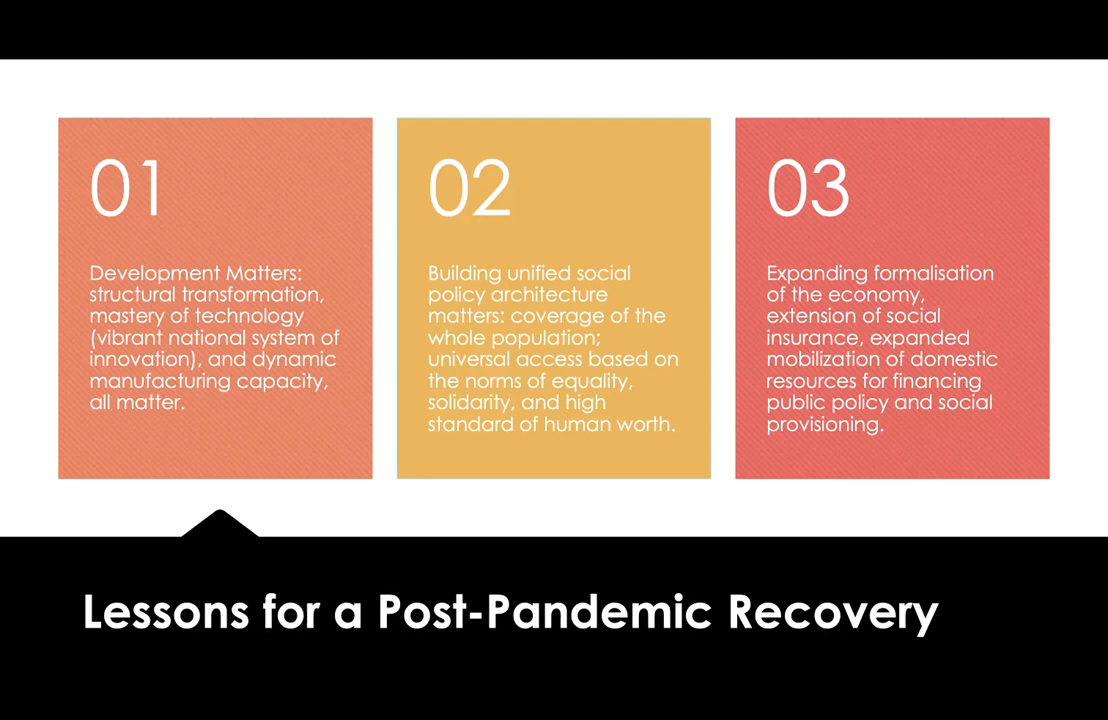 01
Development Matters:
structural transformation,
mastery of technology
(vibrant national system of
innovation), and dynamic
manufacturing capacity,
all matter.
02
Building unified social
policy architecture
matters: coverage of the
whole population;
universal access based on
the norms of equality,
solidarity, and high
standard of human worth.
03
Expanding formalisation
of the economy,
extension of social
insurance, expanded
mobilization of domestic
resources for financing
public policy and social
provisioning.
Lessons for a Post-Pandemic Recovery